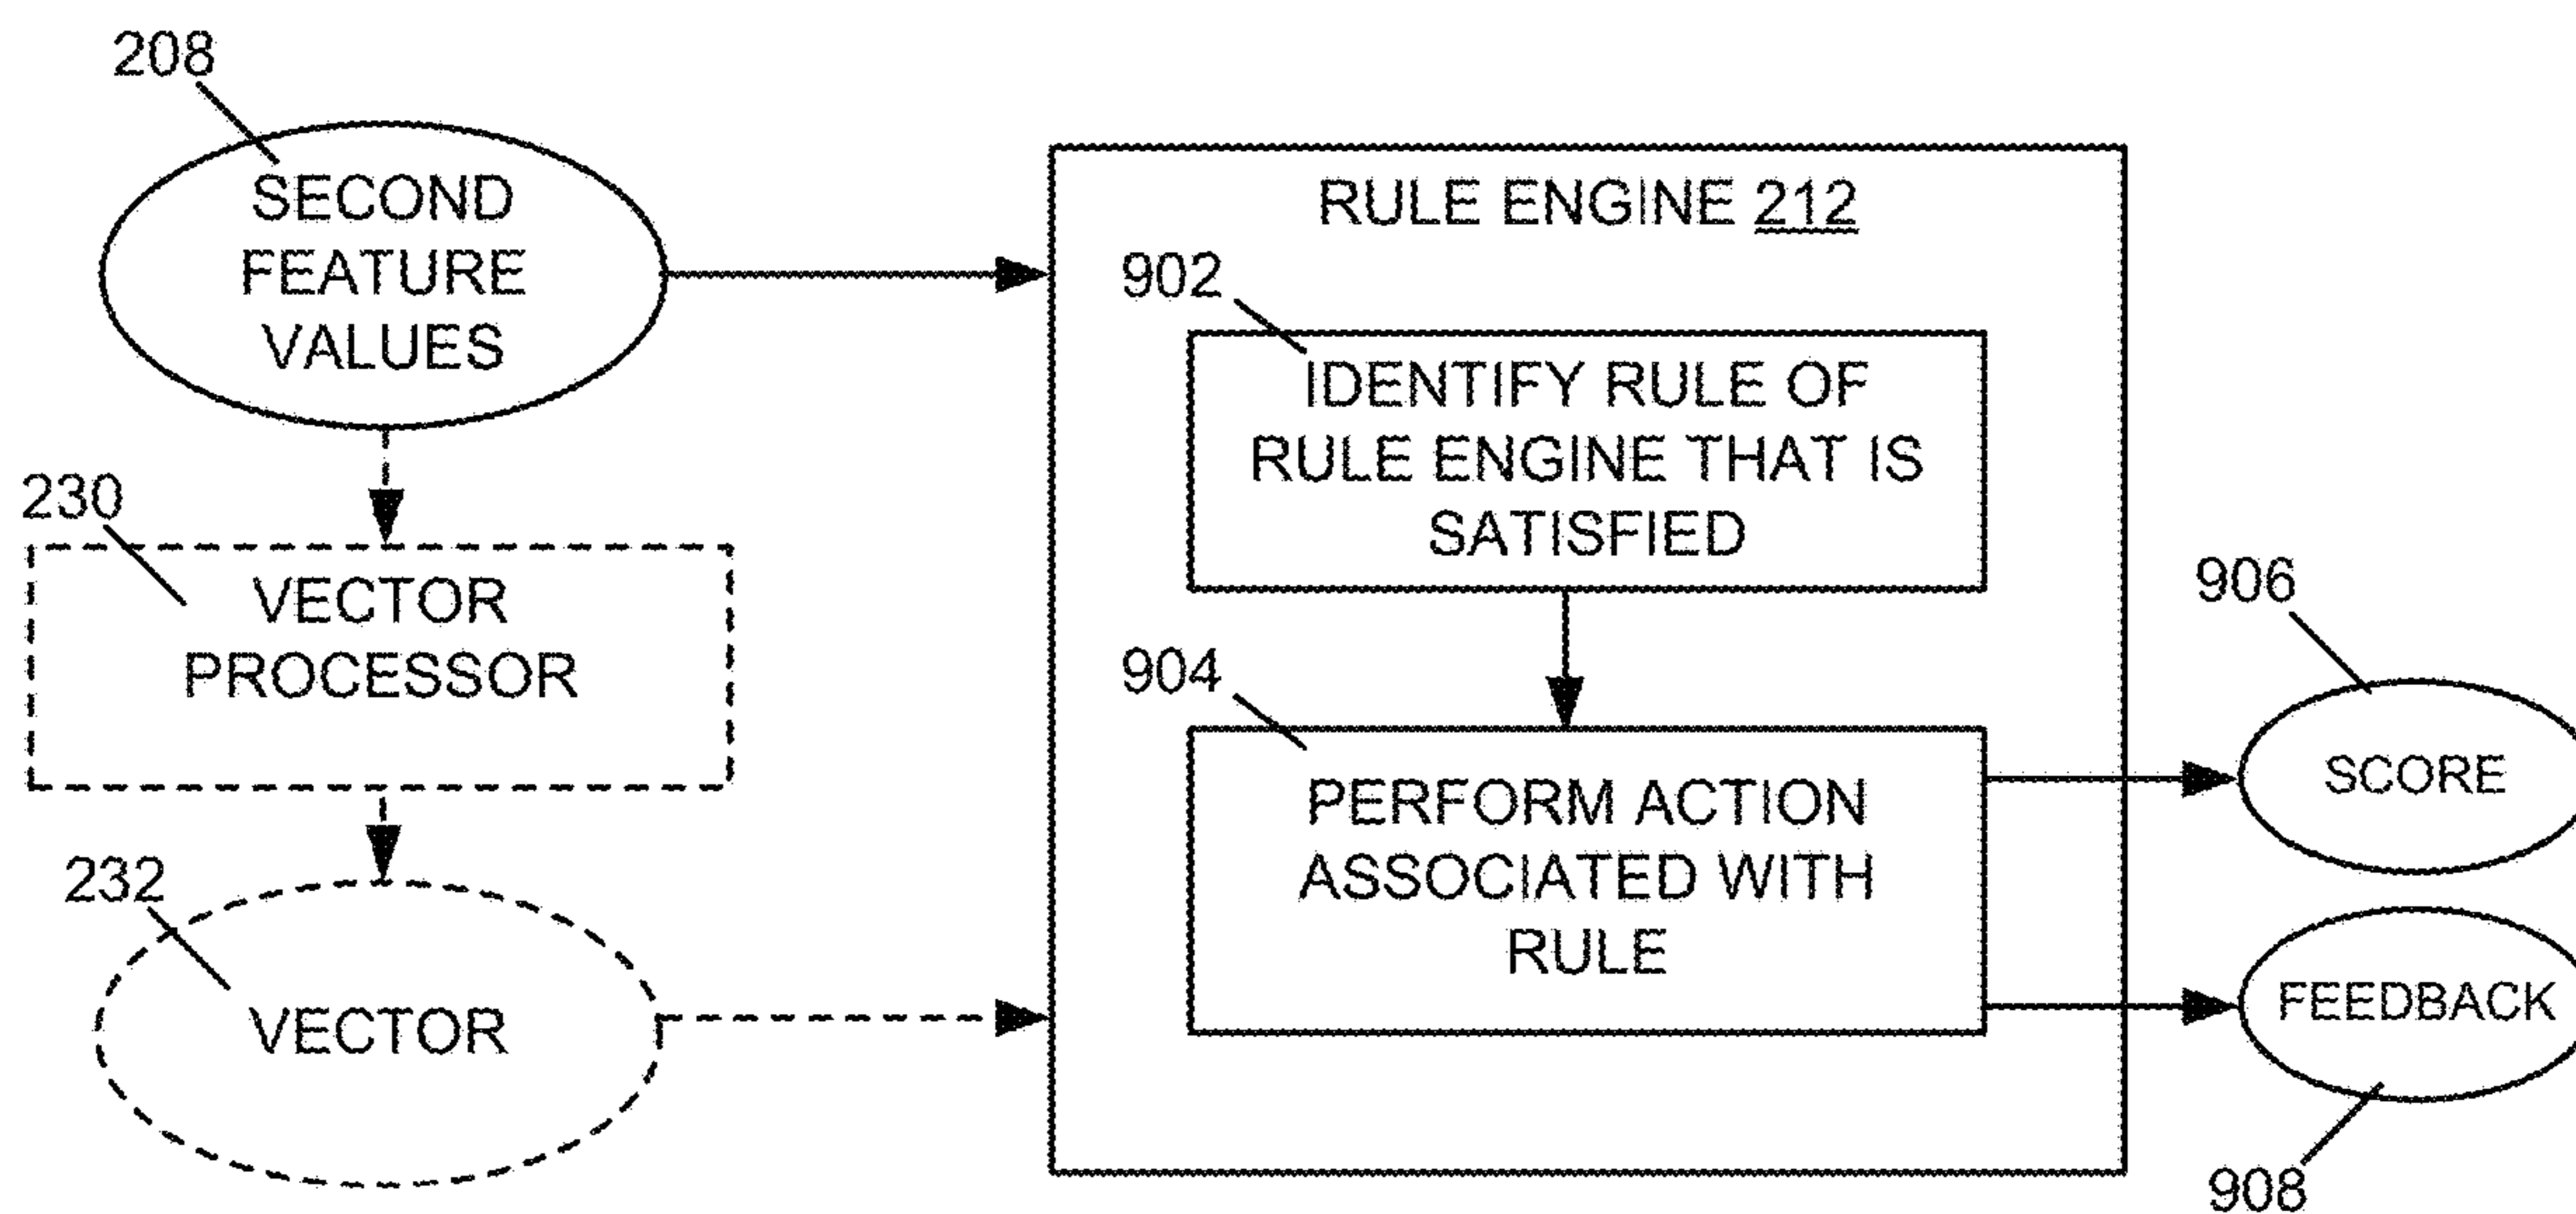 208
SECOND
FEATURE
VALUES
230
VECTOR
PROCESSOR
232
VECTOR
RULE ENGINE 212
902
IDENTIFY RULE OF
RULE ENGINE THAT IS
SATISFIED
904
PERFORM ACTION
ASSOCIATED WITH
RULE
906
SCORE
FEEDBACK
908